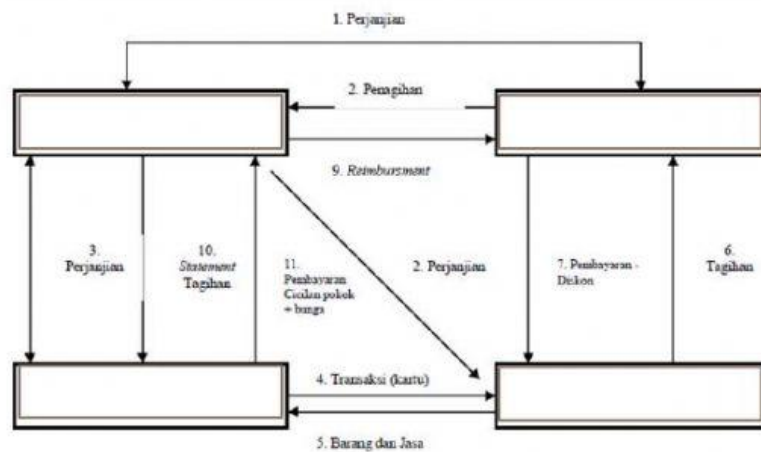 1. Perjanjian
2. Penagihan
9. Reimbursment
3.
Perjanjian
10.
Statement
Tagihan
11.
Pembayaran
Cicilan pokok
+ bunga
2. Perjanjian
7. Pembayaran -
Diskon
6.
Tagihan
4. Transaksi (kartu)
5. Barang dan Jasa